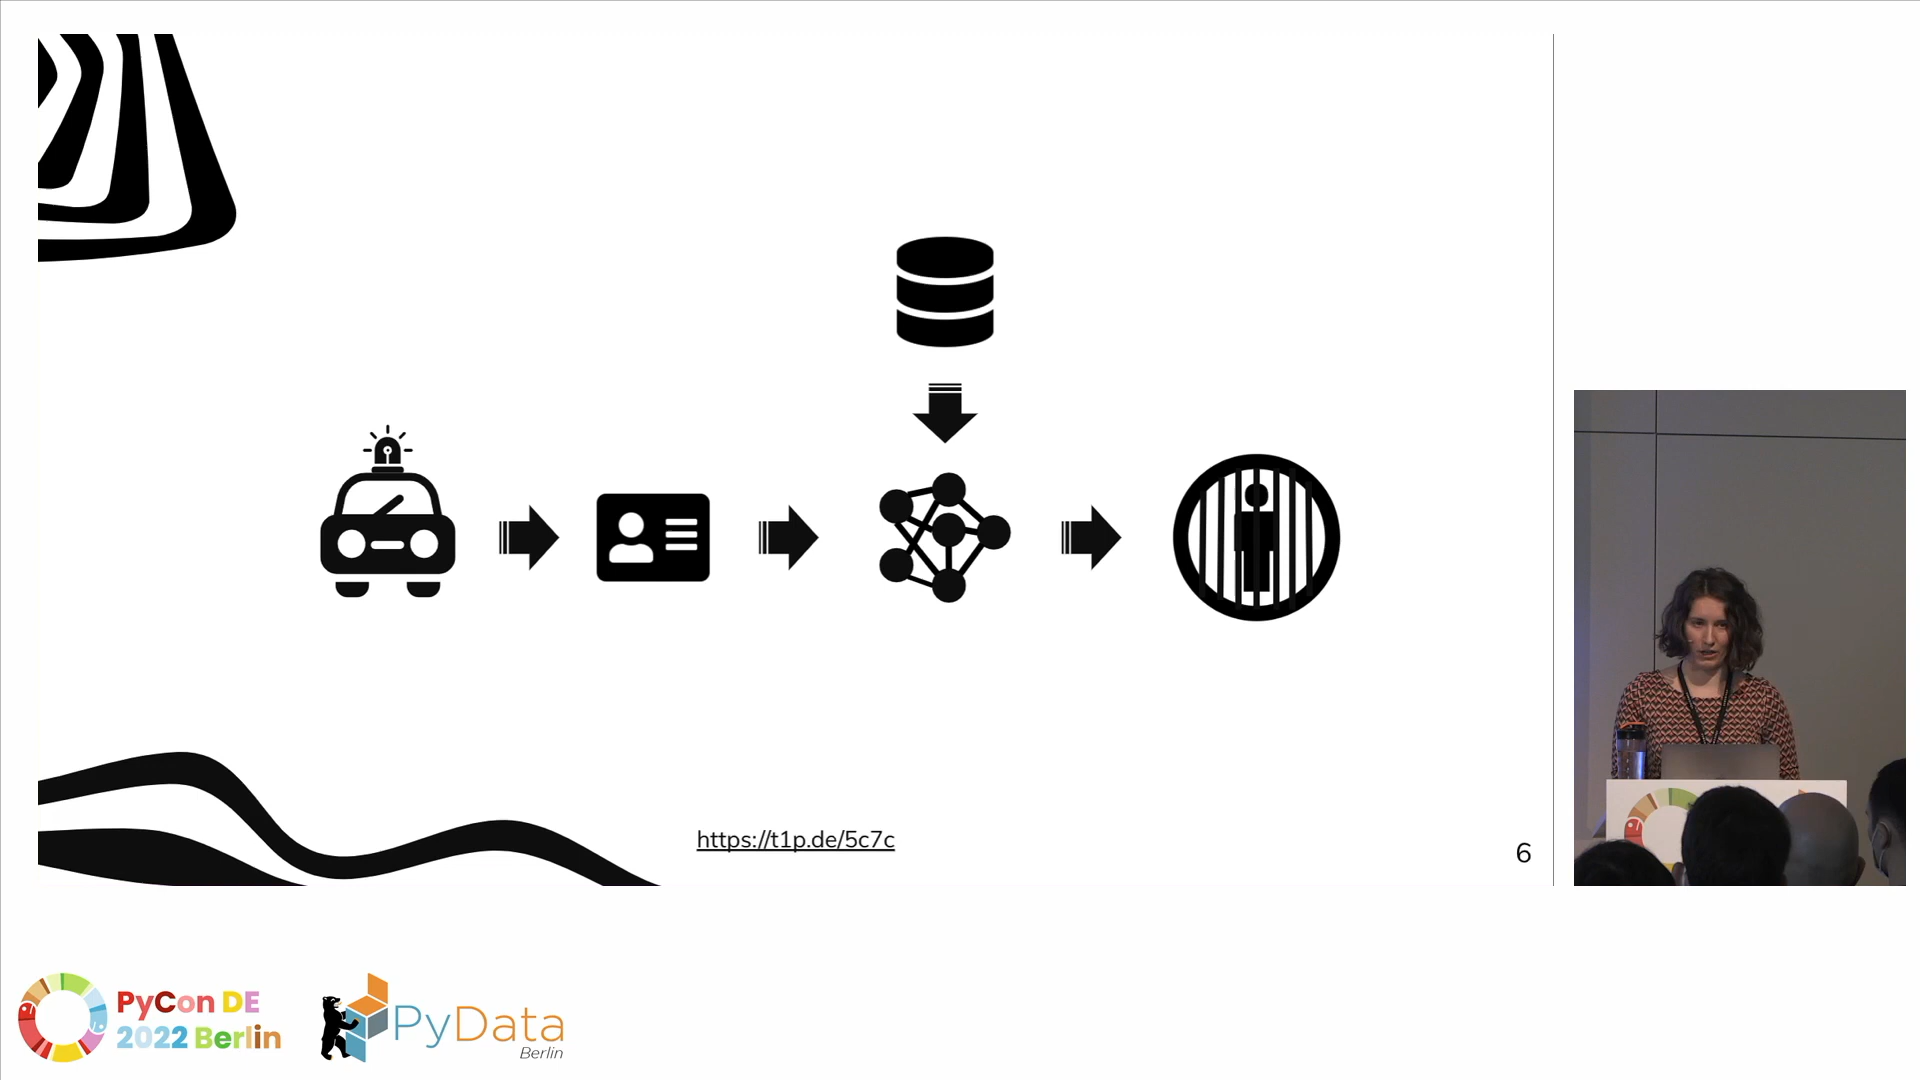 https://t1p.de/5c7c
6
PyCon DE
2022 Berlin
PyData
Berlin